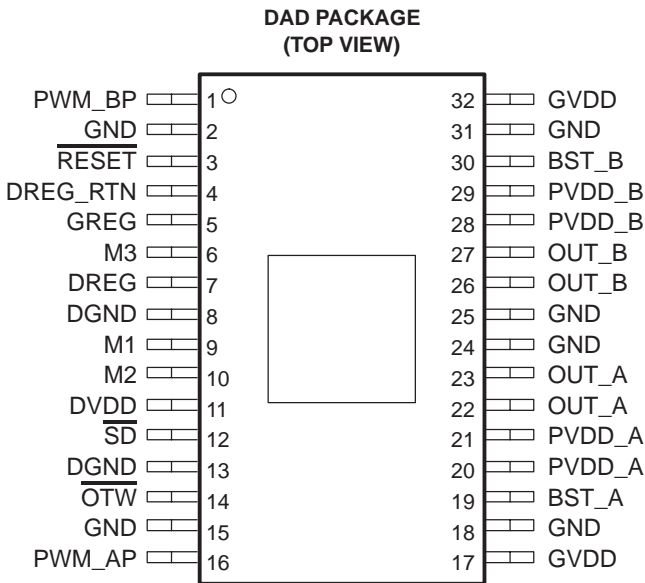 DAD PACKAGE
(TOP VIEW)
PWM_BP 1 32 GVDD
GND 2 31 GND
RESET 3 30 BST_B
DREG_RTN 4 29 PVDD_B
GREG 5 28 PVDD_B
M3 6 27 OUT_B
DREG 7 26 OUT_B
DGND 8 25 GND
M1 9 24 GND
M2 10 23 OUT_A
DVDD 11 22 OUT_A
SD 12 21 PVDD_A
DGND 13 20 PVDD_A
OTW 14 19 BST_A
GND 15 18 GND
PWM_AP 16 17 GVDD